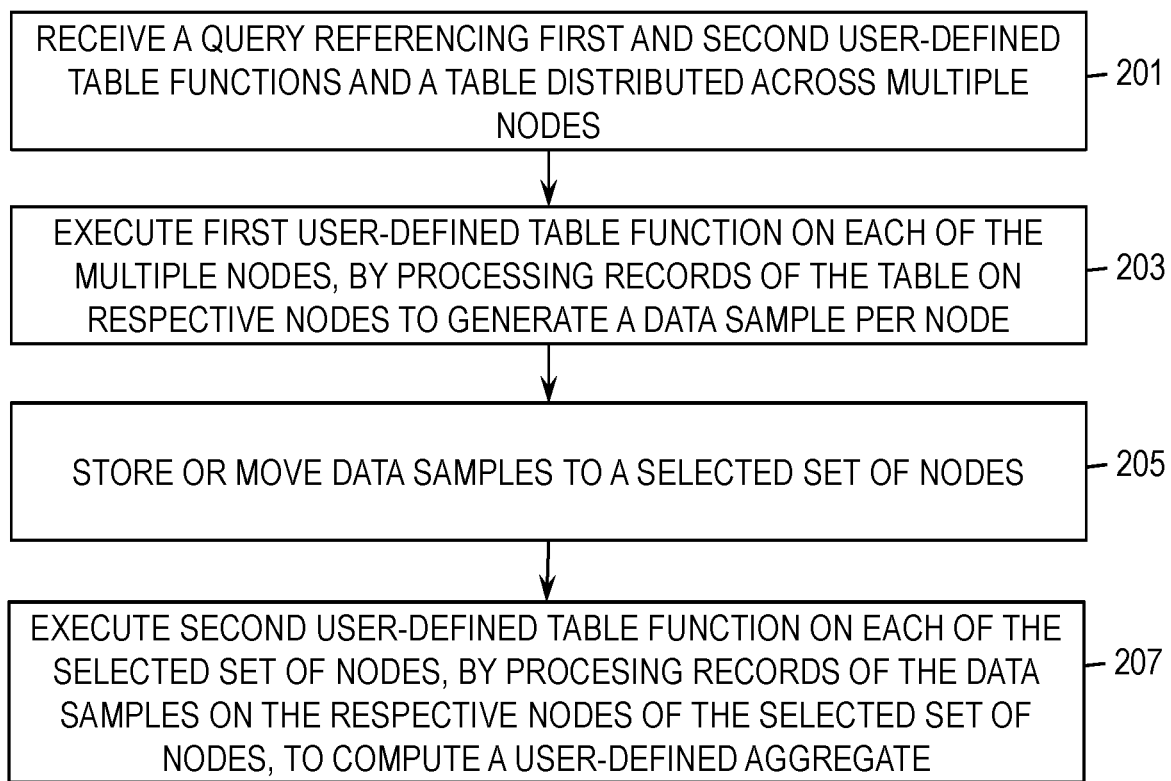 RECEIVE A QUERY REFERENCING FIRST AND SECOND USER-DEFINED
TABLE FUNCTIONS AND A TABLE DISTRIBUTED ACROSS MULTIPLE
NODES
201
EXECUTE FIRST USER-DEFINED TABLE FUNCTION ON EACH OF THE
MULTIPLE NODES, BY PROCESSING RECORDS OF THE TABLE ON
RESPECTIVE NODES TO GENERATE A DATA SAMPLE PER NODE
203
STORE OR MOVE DATA SAMPLES TO A SELECTED SET OF NODES
205
EXECUTE SECOND USER-DEFINED TABLE FUNCTION ON EACH OF THE
SELECTED SET OF NODES, BY PROCESING RECORDS OF THE DATA
SAMPLES ON THE RESPECTIVE NODES OF THE SELECTED SET OF
NODES, TO COMPUTE A USER-DEFINED AGGREGATE
207